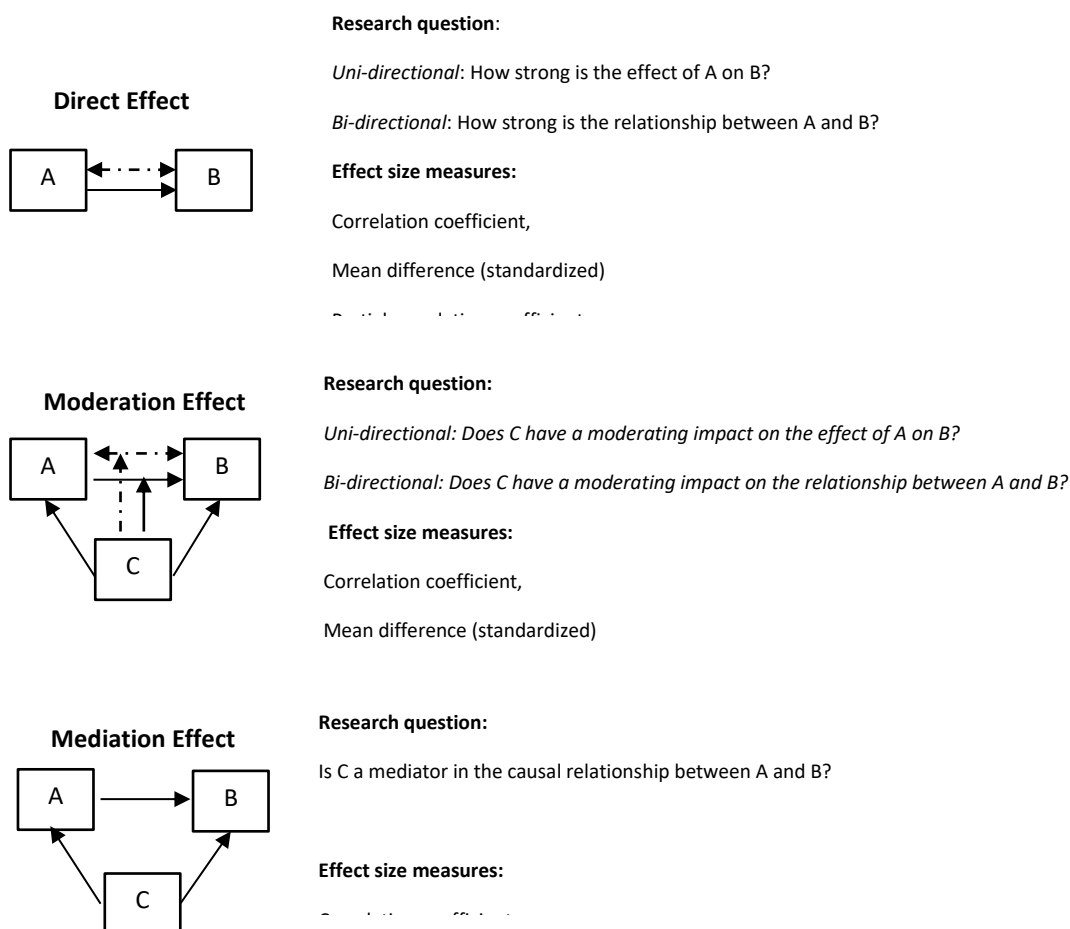 Research question:
Uni-directional: How strong is the effect of A on B?
Direct Effect
Bi-directional: How strong is the relationship between A and B?
A
B
Effect size measures:
Correlation coefficient,
Mean difference (standardized)
Research question:
Moderation Effect
Uni-directional: Does C have a moderating impact on the effect of A on B?
A
B
Bi-directional: Does C have a moderating impact on the relationship between A and B?
Effect size measures:
C
Correlation coefficient,
Mean difference (standardized)
Research question:
Mediation Effect
Is C a mediator in the causal relationship between A and B?
A
B
Effect size measures:
C